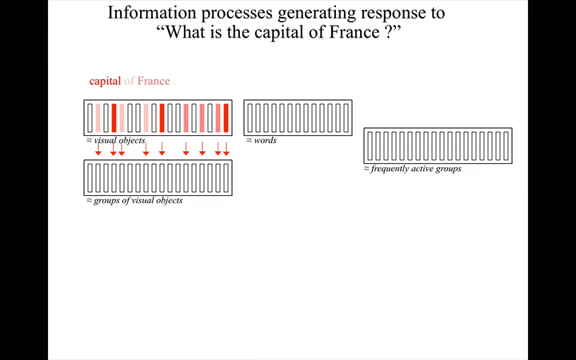 Information processes generating response to
“What is the capital of France ?”
capital of France
≈ visual objects
≈ words
≈ frequently active groups
≈ groups of visual objects